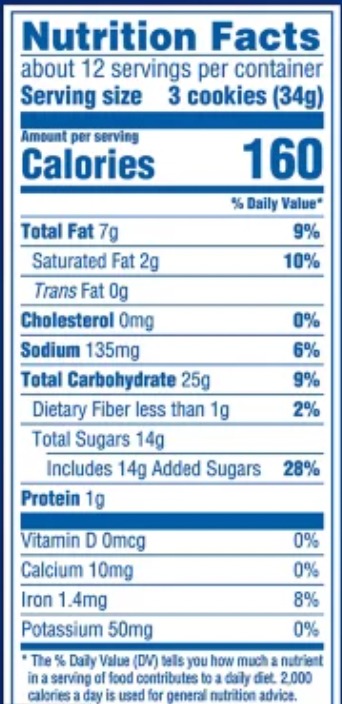 Nutrition Facts
about 12 servings per container
Serving size 3 cookies (34g)
Amount per serving
Calories 160
% Daily Value*
Total Fat 7g 9%
Saturated Fat 2g 10%
Trans Fat 0g
Cholesterol 0mg 0%
Sodium 135mg 6%
Total Carbohydrate 25g 9%
Dietary Fiber less than 1g 2%
Total Sugars 14g
Includes 14g Added Sugars 28%
Protein 1g
Vitamin D 0mcg 0%
Calcium 10mg 0%
Iron 1.4mg 8%
Potassium 50mg 0%
* The % Daily Value (DV) tells you how much a nutrient
in a serving of food contributes to a daily diet. 2,000
calories a day is used for general nutrition advice.